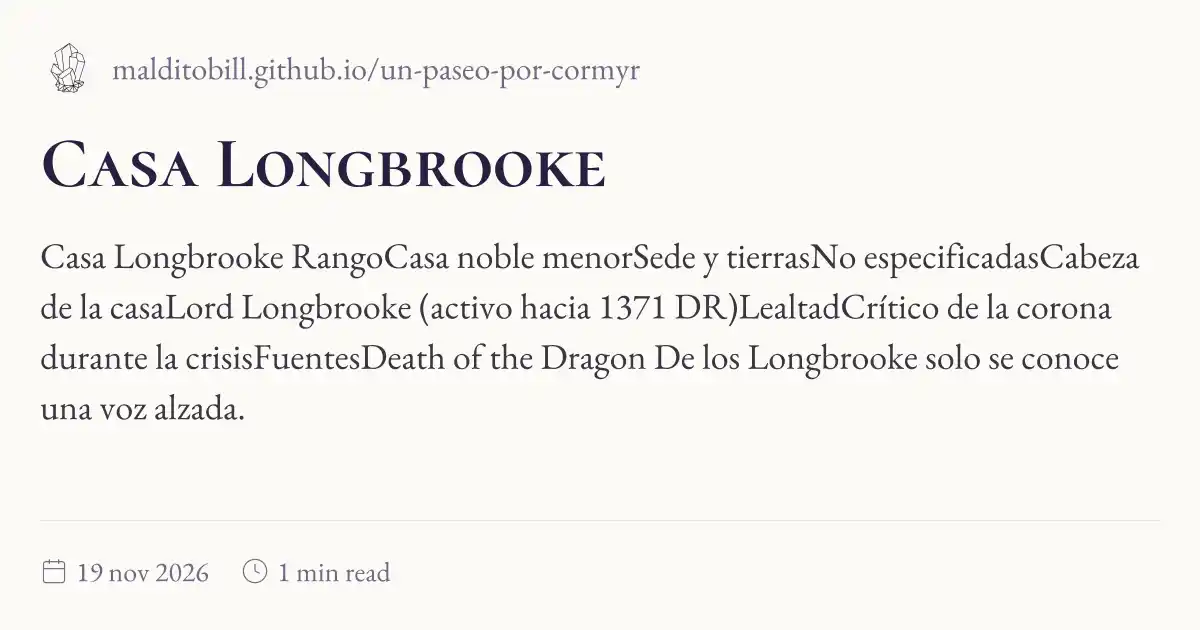 malditobill.github.io/un-paseo-por-cormyr
Casa Longbrooke
Casa Longbrooke RangoCasa noble menorSede y tierrasNo especificadasCabeza
de la casaLord Longbrooke (activo hacia 1371 DR)LealtadCrítico de la corona
durante la crisisFuentesDeath of the Dragon De los Longbrooke solo se conoce
una voz alzada.
19 nov 2026
1 min read